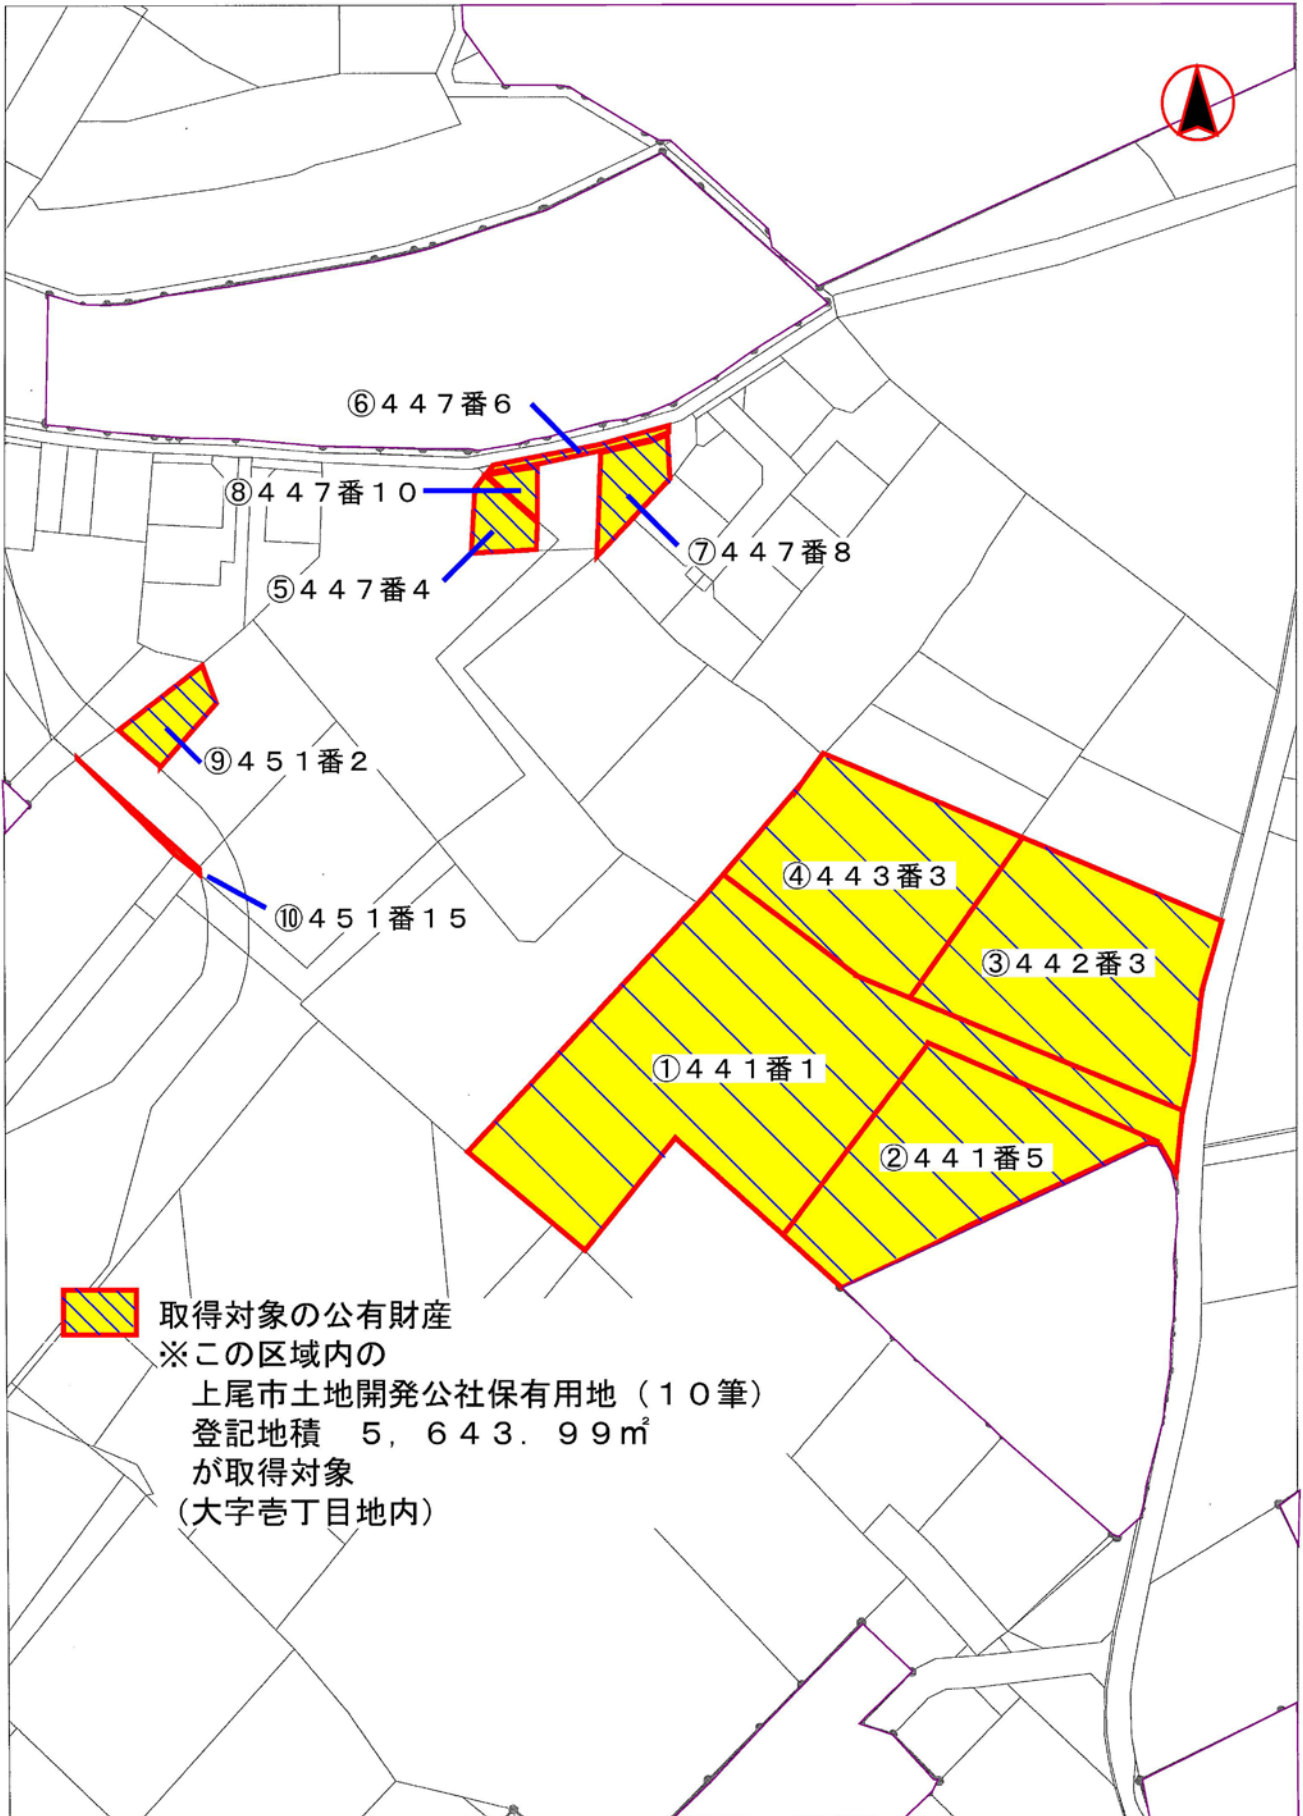 ⑥447番6
⑧447番10
⑦447番8
⑤447番4
⑨451番2
④443番3
⑩451番15
③442番3
①441番1
②441番5
取得対象の公有財産
※この区域内の
上尾市土地開発公社保有用地（10筆）
登記地積　5，643．99㎡
が取得対象
（大字壱丁目地内）